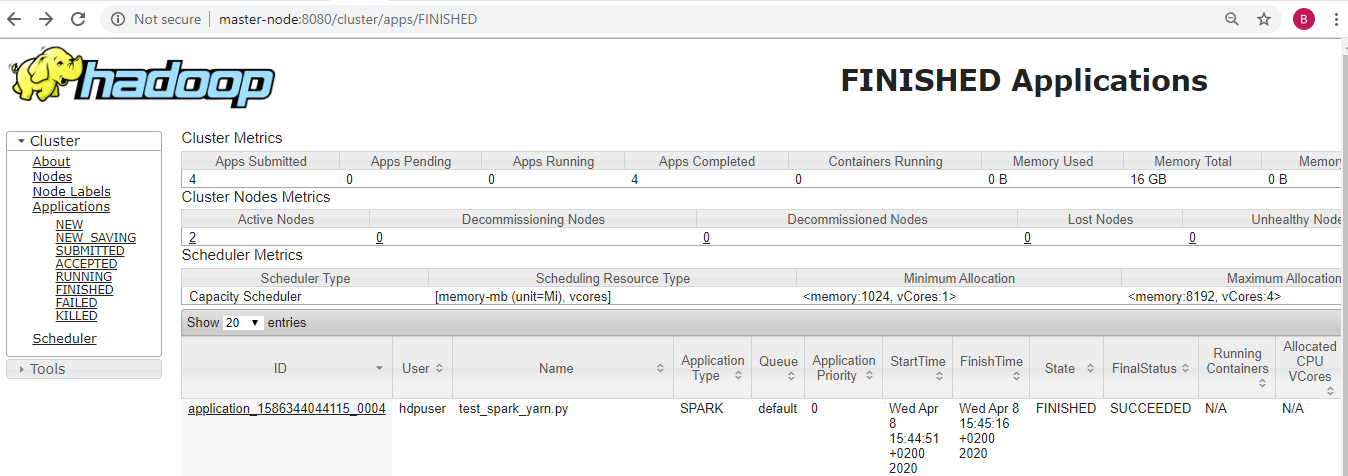 Not secure master-node:8080/cluster/apps/FINISHED B
hadoop
FINISHED Applications
Cluster
About
Nodes
Node Labels
Applications
NEW
NEW_SAVING
SUBMITTED
ACCEPTED
RUNNING
FINISHED
FAILED
KILLED
Scheduler
Tools
Cluster Metrics
Apps Submitted Apps Pending Apps Running Apps Completed Containers Running Memory Used Memory Total Memory
4 0 0 4 0 0 B 16 GB 0 B
Cluster Nodes Metrics
Active Nodes Decommissioning Nodes Decommissioned Nodes Lost Nodes Unhealthy Node
2 0 0 0 0
Scheduler Metrics
Scheduler Type Scheduling Resource Type Minimum Allocation Maximum Allocation
Capacity Scheduler [memory-mb (unit=Mi), vcores] <memory:1024, vCores:1> <memory:8192, vCores:4>
Show 20 entries
ID User Name Application Type Queue Application Priority StartTime FinishTime State FinalStatus Running Containers Allocated CPU VCores
application_1586344044115_0004 hdpuser test_spark_yarn.py SPARK default 0 Wed Apr 8 15:44:51 +0200 2020 Wed Apr 8 15:45:16 +0200 2020 FINISHED SUCCEEDED N/A N/A